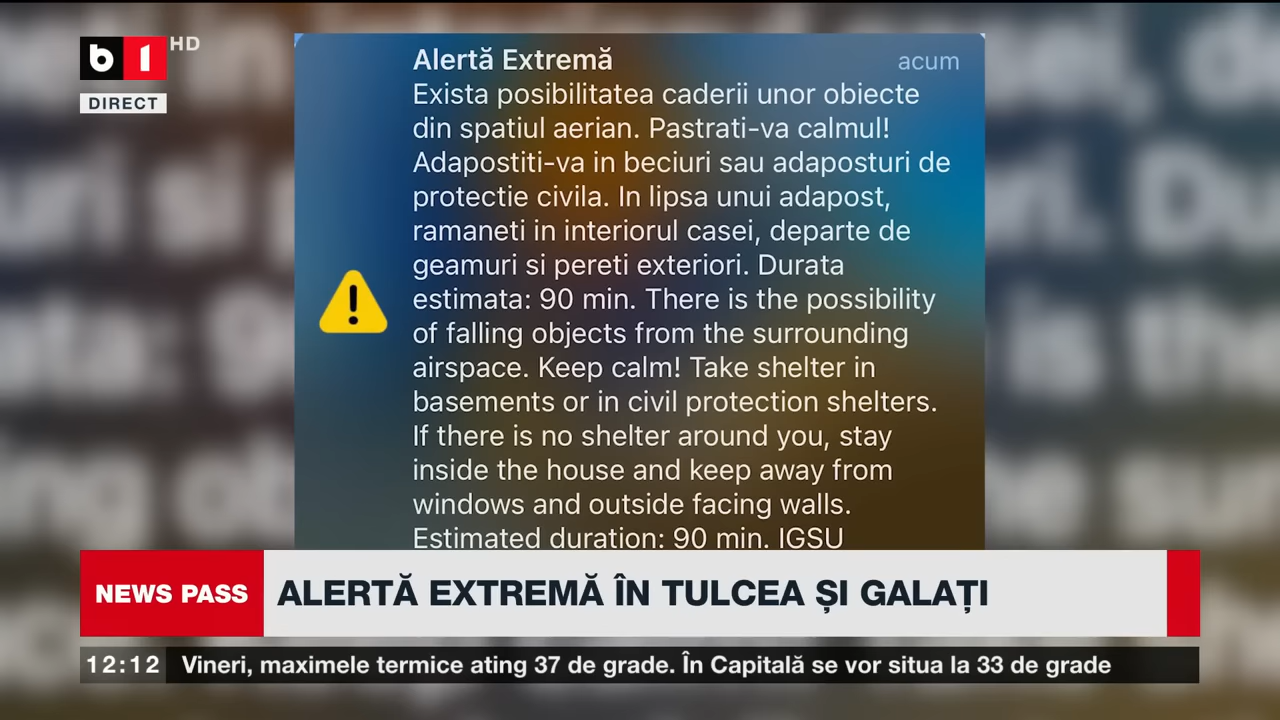 b1 HD
DIRECT
Alertă Extremă acum
Exista posibilitatea caderii unor obiecte
din spatiul aerian. Pastrati-va calmul!
Adapostiti-va in beciuri sau adaposturi de
protectie civila. In lipsa unui adapost,
ramaneti in interiorul casei, departe de
geamuri si pereti exteriori. Durata
estimata: 90 min. There is the possibility
of falling objects from the surrounding
airspace. Keep calm! Take shelter in
basements or in civil protection shelters.
If there is no shelter around you, stay
inside the house and keep away from
windows and outside facing walls.
Estimated duration: 90 min. IGSU
NEWS PASS ALERTĂ EXTREMĂ ÎN TULCEA ȘI GALAȚI
12:12 Vineri, maximele termice ating 37 de grade. În Capitală se vor situa la 33 de grade